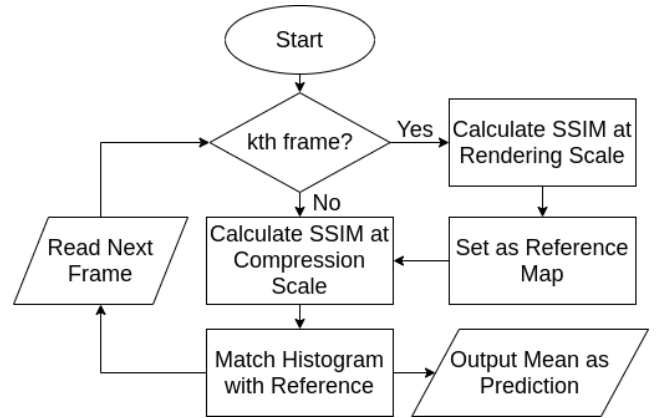 Start
kth frame?
Yes
Calculate SSIM at
Rendering Scale
No
Read Next
Frame
Calculate SSIM at
Compression
Scale
Set as Reference
Map
Match Histogram
with Reference
Output Mean as
Prediction